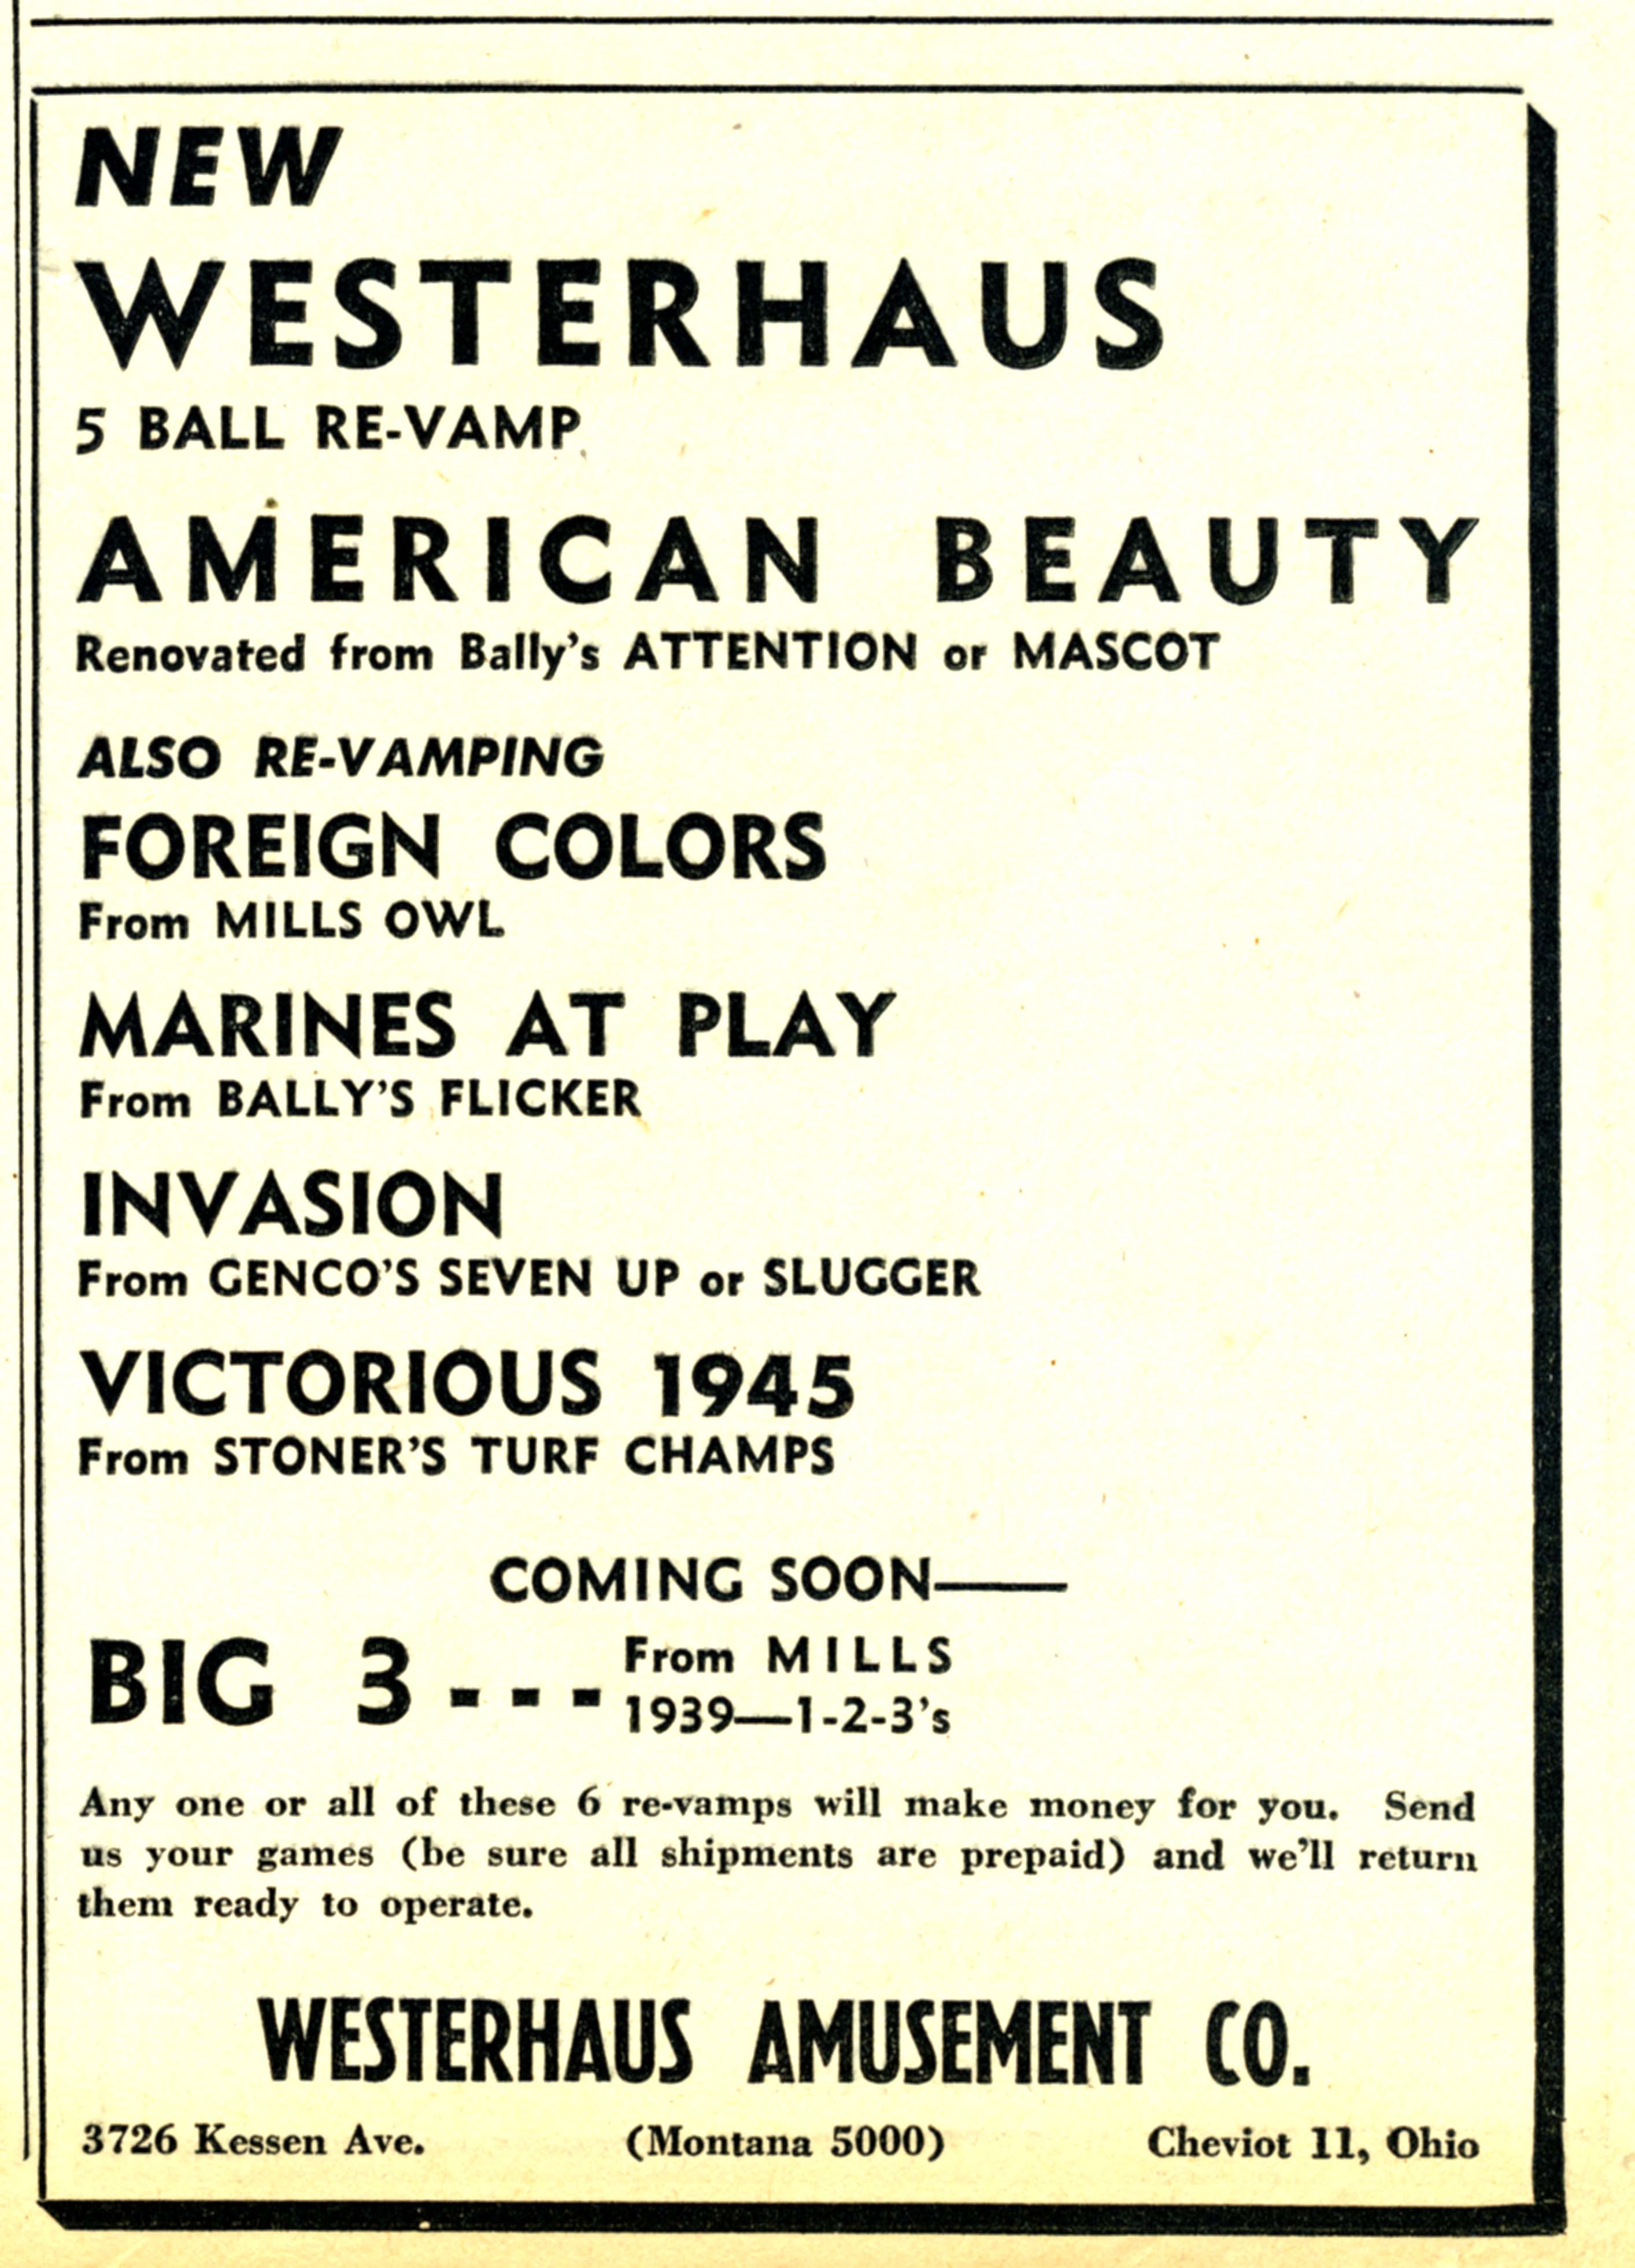 NEW
WESTERHAUS
5 BALL RE-VAMP
AMERICAN BEAUTY
Renovated from Bally's ATTENTION or MASCOT
ALSO RE-VAMPING
FOREIGN COLORS
From MILLS OWL
MARINES AT PLAY
From BALLY'S FLICKER
INVASION
From GENCO'S SEVEN UP or SLUGGER
VICTORIOUS 1945
From STONER'S TURF CHAMPS
COMING SOON——
BIG 3 - - - From MILLS
1939—1-2-3's
Any one or all of these 6 re-vamps will make money for you. Send
us your games (be sure all shipments are prepaid) and we'll return
them ready to operate.
WESTERHAUS AMUSEMENT CO.
3726 Kessen Ave. (Montana 5000) Cheviot 11, Ohio